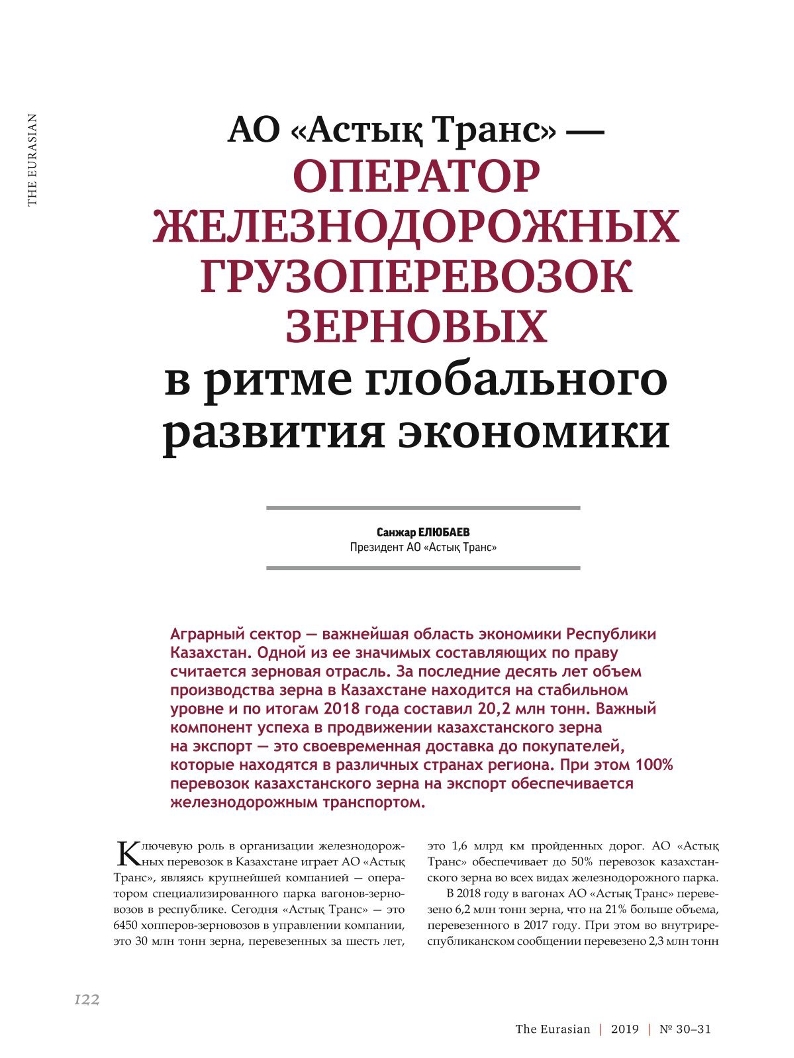 THE EURASIAN
АО «Астық Транс» —
ОПЕРАТОР
ЖЕЛЕЗНОДОРОЖНЫХ
ГРУЗОПЕРЕВОЗОК
ЗЕРНОВЫХ
в ритме глобального
развития экономики
Санжар ЕЛЮБАЕВ
Президент АО «Астық Транс»
Аграрный сектор — важнейшая область экономики Республики
Казахстан. Одной из ее значимых составляющих по праву
считается зерновая отрасль. За последние десять лет объем
производства зерна в Казахстане находится на стабильном
уровне и по итогам 2018 года составил 20,2 млн тонн. Важный
компонент успеха в продвижении казахстанского зерна
на экспорт — это своевременная доставка до покупателей,
которые находятся в различных странах региона. При этом 100%
перевозок казахстанского зерна на экспорт обеспечивается
железнодорожным транспортом.
Ключевую роль в организации железнодорож-
ных перевозок в Казахстане играет АО «Астық
Транс», являясь крупнейшей компанией — опера-
тором специализированного парка вагонов-зерно-
возов в республике. Сегодня «Астық Транс» — это
6450 хопперов-зерновозов в управлении компании,
это 30 млн тонн зерна, перевезенных за шесть лет,
это 1,6 млрд км пройденных дорог. АО «Астық
Транс» обеспечивает до 50% перевозок казахстан-
ского зерна во всех видах железнодорожного парка.
В 2018 году в вагонах АО «Астық Транс» переве-
зено 6,2 млн тонн зерна, что на 21% больше объема,
перевезенного в 2017 году. При этом во внутрире-
спубликанском сообщении перевезено 2,3 млн тонн
122
The Eurasian | 2019 | № 30–31